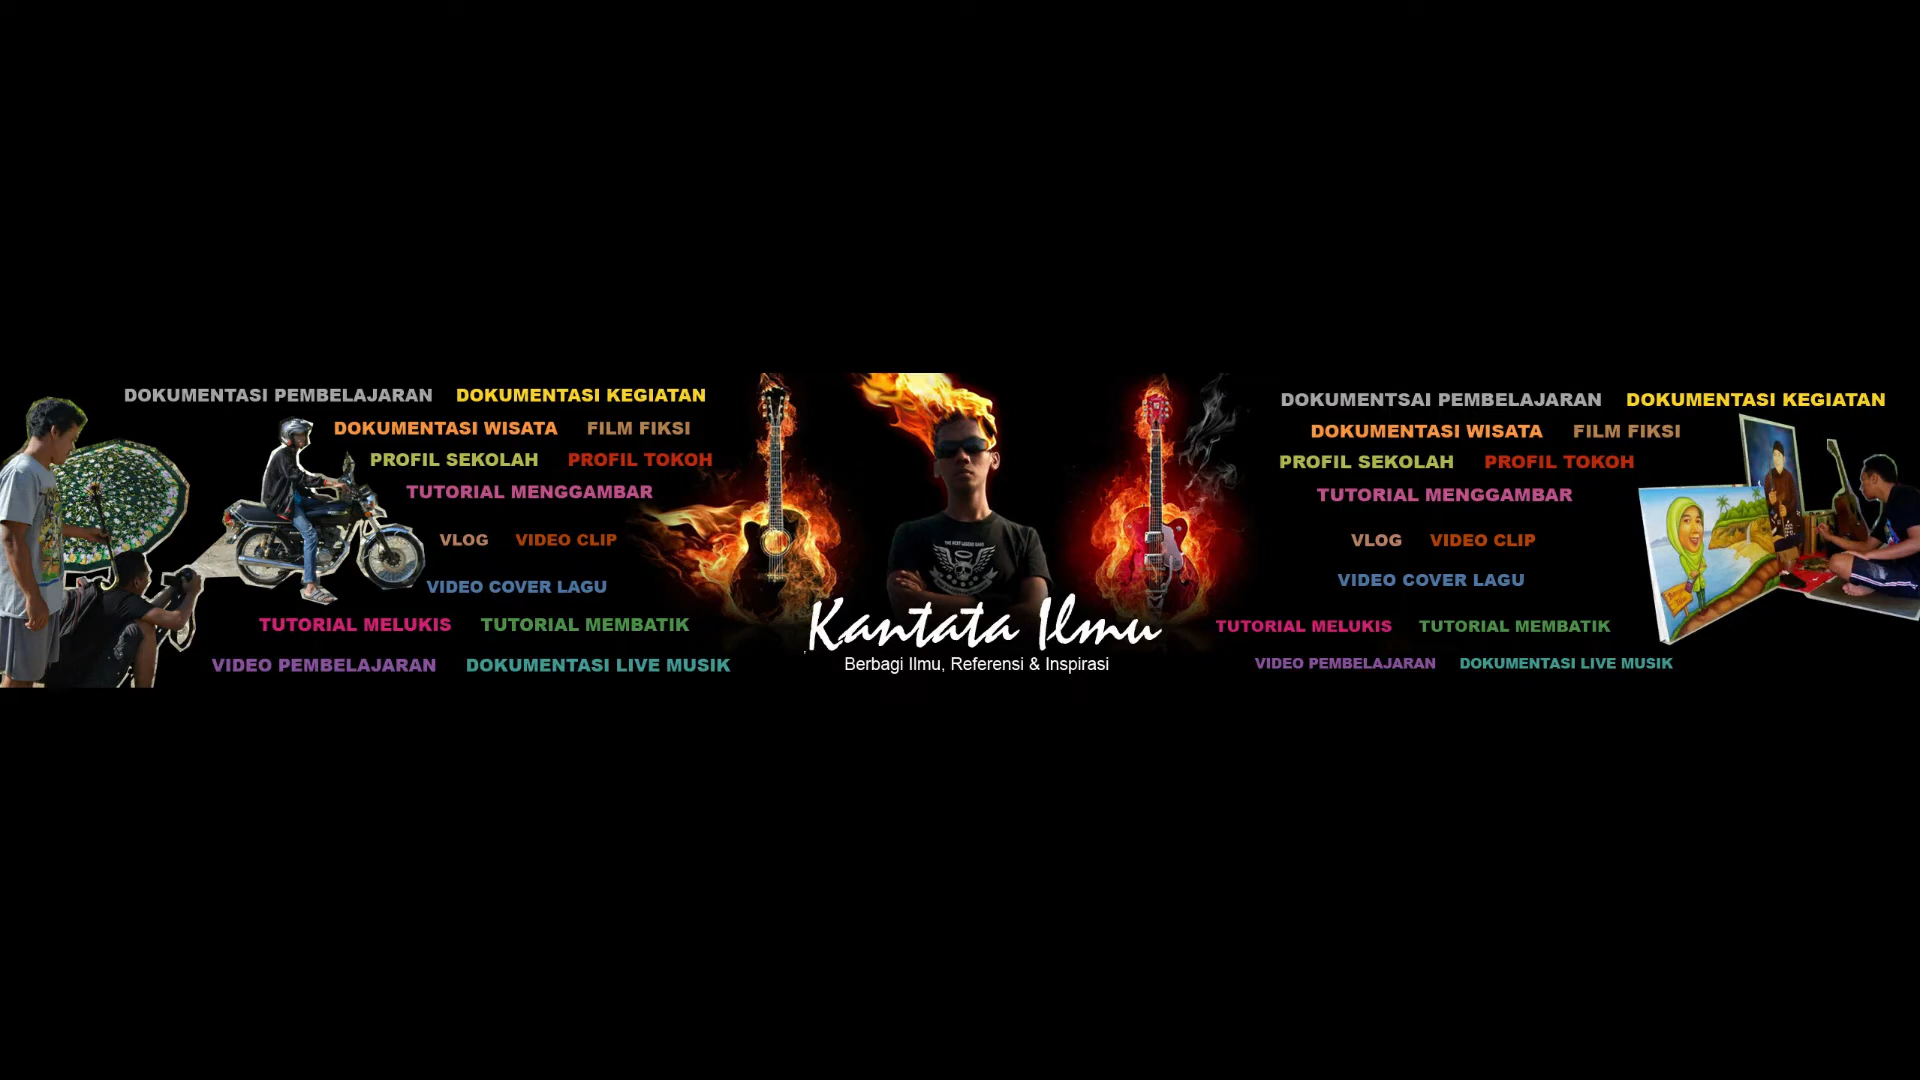 DOKUMENTASI PEMBELAJARAN DOKUMENTASI KEGIATAN
DOKUMENTASI WISATA FILM FIKSI
PROFIL SEKOLAH PROFIL TOKOH
TUTORIAL MENGGAMBAR
VLOG VIDEO CLIP
VIDEO COVER LAGU
TUTORIAL MELUKIS TUTORIAL MEMBATIK
VIDEO PEMBELAJARAN DOKUMENTASI LIVE MUSIK
Kantata Ilmu
Berbagi Ilmu, Referensi & Inspirasi
DOKUMENTSAI PEMBELAJARAN DOKUMENTASI KEGIATAN
DOKUMENTASI WISATA FILM FIKSI
PROFIL SEKOLAH PROFIL TOKOH
TUTORIAL MENGGAMBAR
VLOG VIDEO CLIP
VIDEO COVER LAGU
TUTORIAL MELUKIS TUTORIAL MEMBATIK
VIDEO PEMBELAJARAN DOKUMENTASI LIVE MUSIK